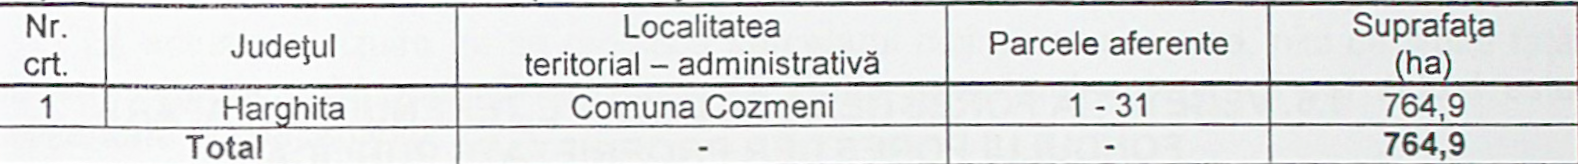 Nr. crt. Județul Localitatea teritorial – administrativă Parcele aferente Suprafaţa (ha)
1 Harghita Comuna Cozmeni 1 - 31 764,9
Total - - 764,9